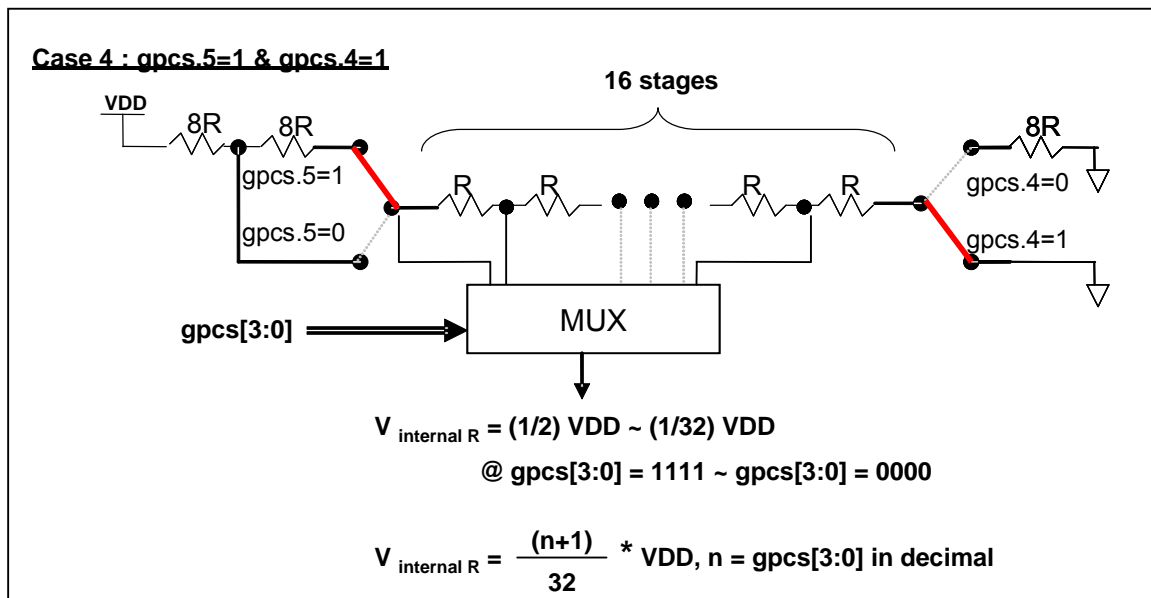 Case 4 : gpcs.5=1 & gpcs.4=1
16 stages
VDD
8R
8R
8R
gpcs.5=1
R
R
R
R
gpcs.4=0
gpcs.5=0
gpcs.4=1
MUX
gpcs[3:0]
V internal R = (1/2) VDD ~ (1/32) VDD
@ gpcs[3:0] = 1111 ~ gpcs[3:0] = 0000
(n+1)
V internal R = * VDD, n = gpcs[3:0] in decimal
32